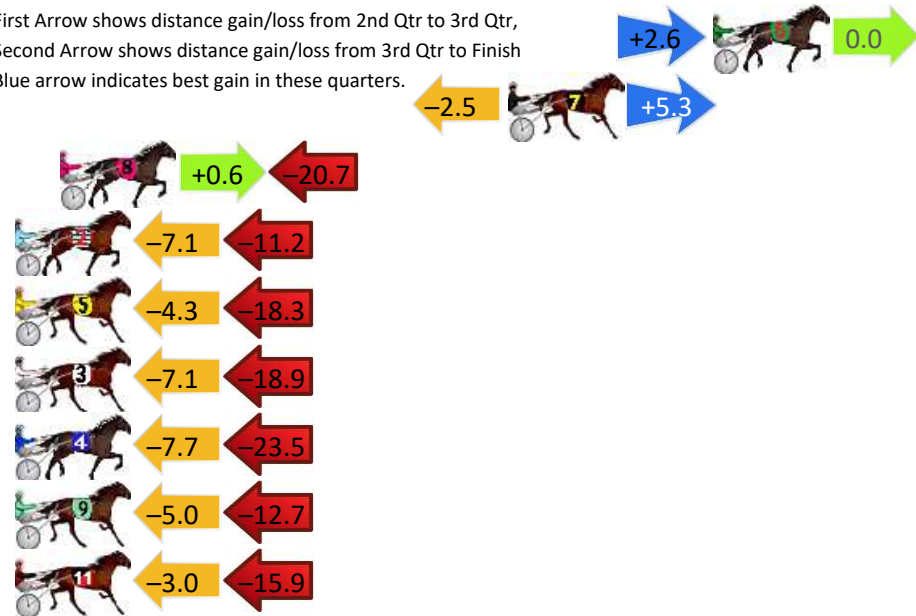 First Arrow shows distance gain/loss from 2nd Qtr to 3rd Qtr,
Second Arrow shows distance gain/loss from 3rd Qtr to Finish
Blue arrow indicates best gain in these quarters.
+2.6 0.0
–2.5 7 +5.3
8 +0.6 –20.7
–7.1 –11.2
5 –4.3 –18.3
3 –7.1 –18.9
4 –7.7 –23.5
9 –5.0 –12.7
11 –3.0 –15.9